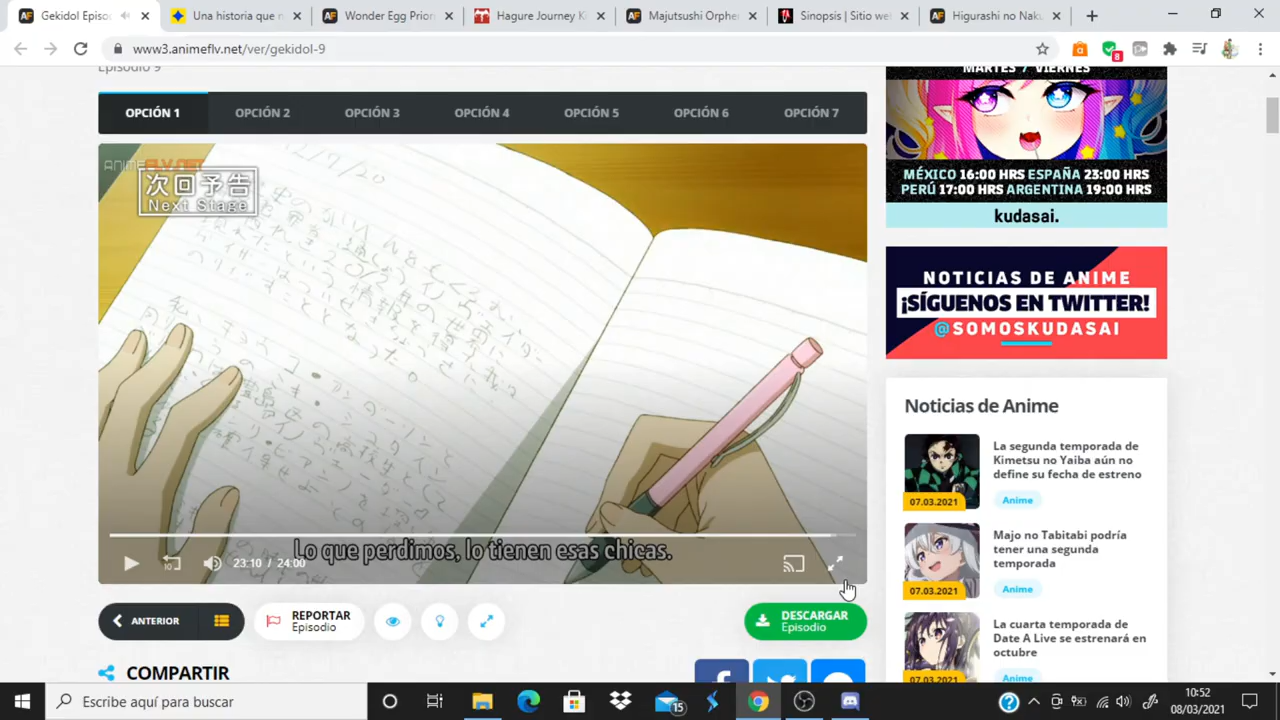 Gekidol Episo
Una historia que n
Wonder Egg Prior
Hagure Journey K
Majutsushi Orphen
Sinopsis | Sitio we
Higurashi no Naku
www3.animeflv.net/ver/gekidol-9
Episodio 9
OPCIÓN 1
OPCIÓN 2
OPCIÓN 3
OPCIÓN 4
OPCIÓN 5
OPCIÓN 6
OPCIÓN 7
ANIMEFLV.NET
次回予告
Next Stage
Lo que perdimos, lo tienen esas chicas.
10
23:10 / 24:00
ANTERIOR
REPORTAR
Episodio
DESCARGAR
Episodio
COMPARTIR
MARTES Y VIERNES
MÉXICO 16:00 HRS ESPAÑA 23:00 HRS
PERÚ 17:00 HRS ARGENTINA 19:00 HRS
kudasai.
NOTICIAS DE ANIME
¡SÍGUENOS EN TWITTER!
@SOMOSKUDASAI
Noticias de Anime
La segunda temporada de
Kimetsu no Yaiba aún no
define su fecha de estreno
07.03.2021
Anime
Majo no Tabitabi podría
tener una segunda
temporada
07.03.2021
Anime
La cuarta temporada de
Date A Live se estrenará en
octubre
07.03.2021
Anime
Escribe aquí para buscar
15
10:52
08/03/2021